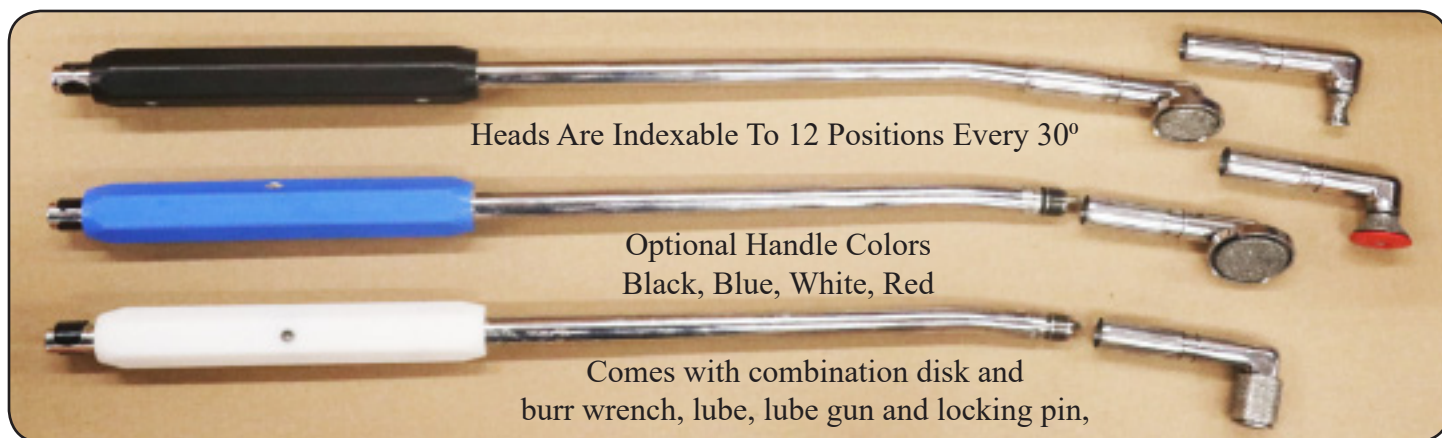 Heads Are Indexable To 12 Positions Every 30º
Optional Handle Colors
Black, Blue, White, Red
Comes with combination disk and
burr wrench, lube, lube gun and locking pin,